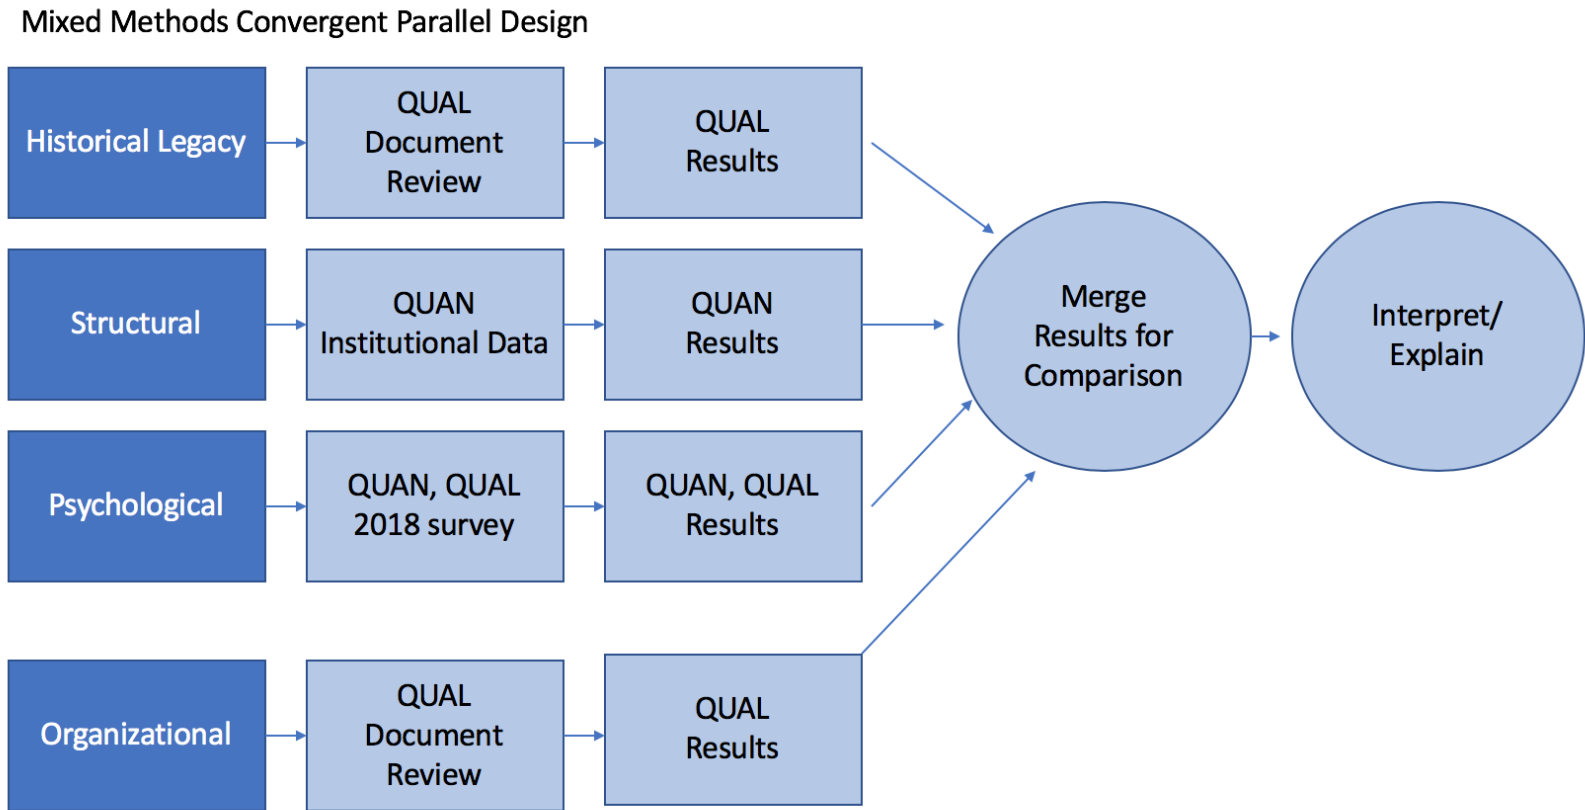 Mixed Methods Convergent Parallel Design
Historical Legacy
QUAL
Document
Review
QUAL
Results
Structural
QUAN
Institutional Data
QUAN
Results
Psychological
QUAN, QUAL
2018 survey
QUAN, QUAL
Results
Organizational
QUAL
Document
Review
QUAL
Results
Merge
Results for
Comparison
Interpret/
Explain